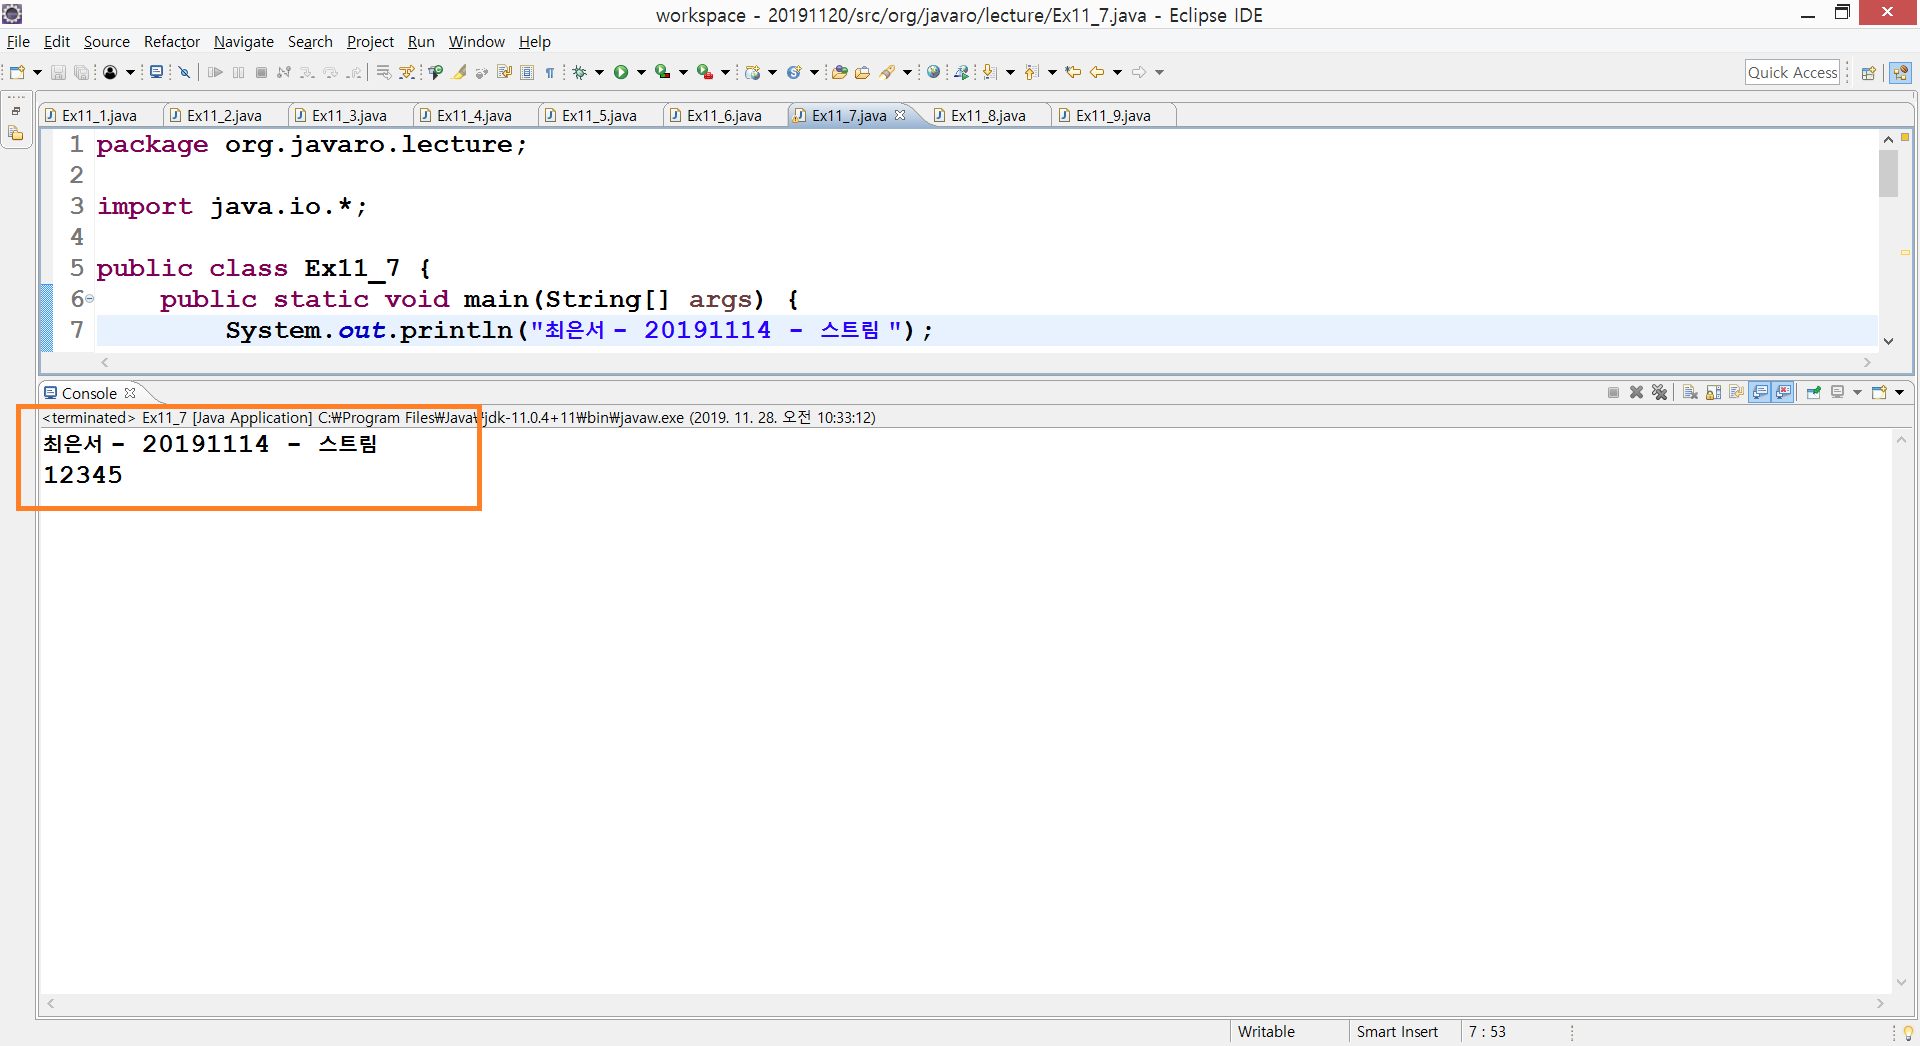 workspace - 20191120/src/org/javaro/lecture/Ex11_7.java - Eclipse IDE
File Edit Source Refactor Navigate Search Project Run Window Help
Quick Access
Ex11_1.java Ex11_2.java Ex11_3.java Ex11_4.java Ex11_5.java Ex11_6.java Ex11_7.java Ex11_8.java Ex11_9.java
1 package org.javaro.lecture;
2
3 import java.io.*;
4
5 public class Ex11_7 {
6 public static void main(String[] args) {
7 System.out.println("최은서 - 20191114 - 스트림 ");
Console
<terminated> Ex11_7 [Java Application] C:₩Program Files₩Java₩jdk-11.0.4+11₩bin₩javaw.exe (2019. 11. 28. 오전 10:33:12)
최은서 - 20191114 - 스트림
12345
Writable Smart Insert 7 : 53